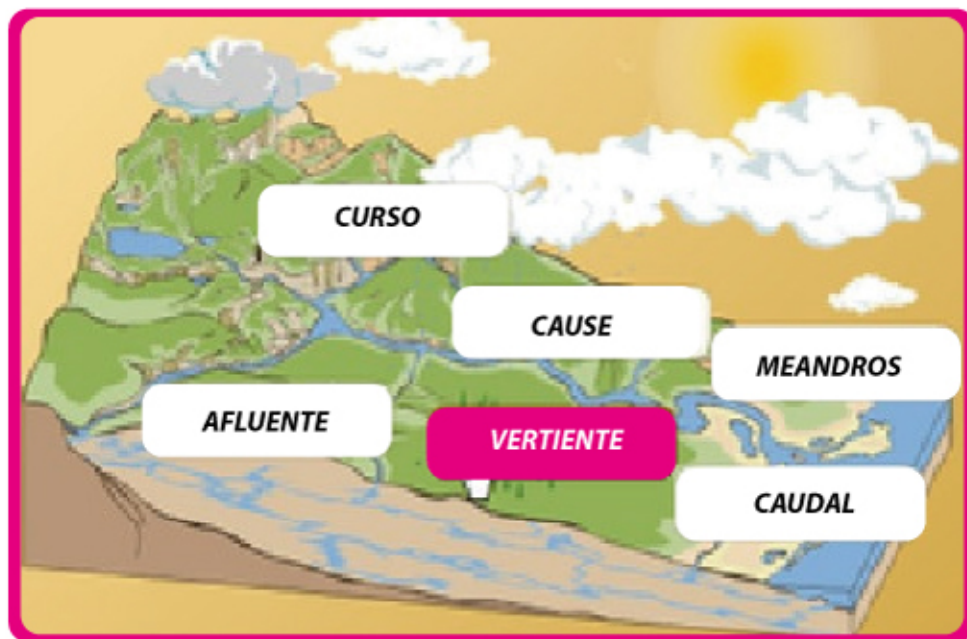 CURSO
CAUSE
MEANDROS
AFLUENTE
VERTIENTE
CAUDAL